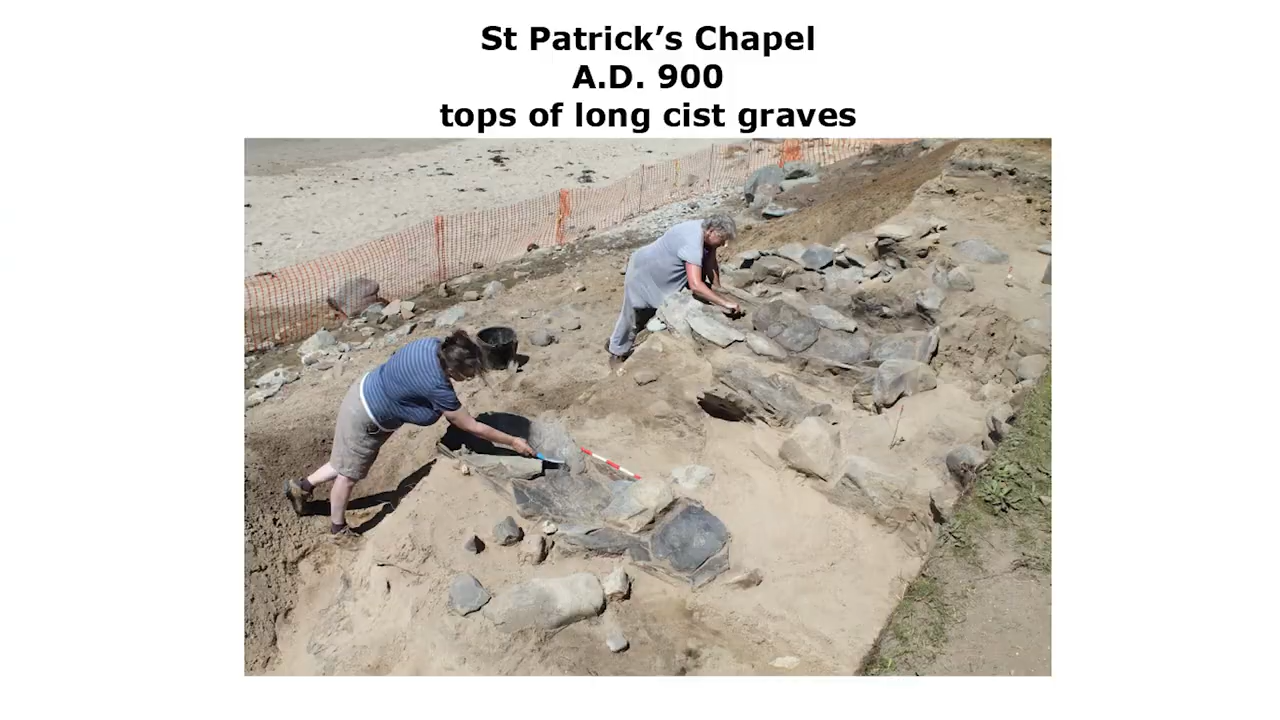 St Patrick’s Chapel
A.D. 900
tops of long cist graves